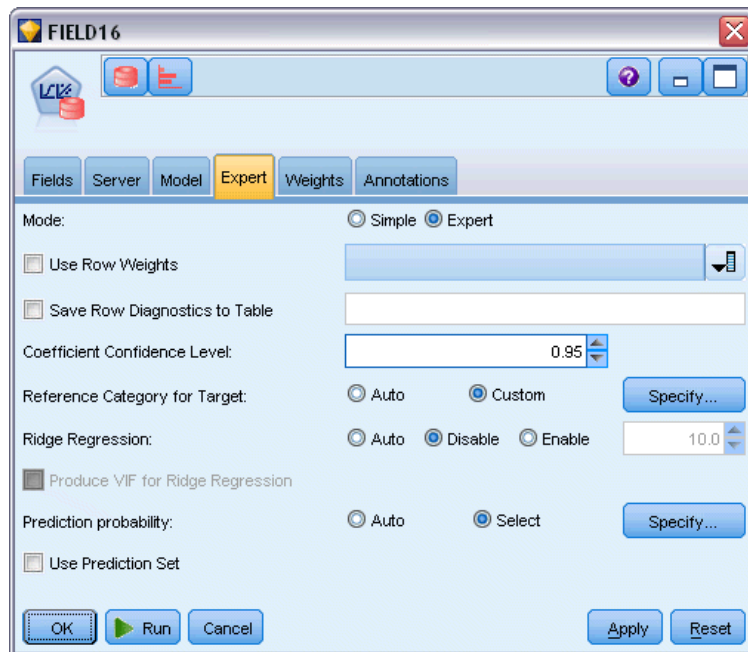 FIELD16
Fields Server Model Expert Weights Annotations
Mode: Simple Expert
Use Row Weights
Save Row Diagnostics to Table
Coefficient Confidence Level: 0.95
Reference Category for Target: Auto Custom Specify...
Ridge Regression: Auto Disable Enable 10.0
Produce VIF for Ridge Regression
Prediction probability: Auto Select Specify...
Use Prediction Set
OK Run Cancel Apply Reset